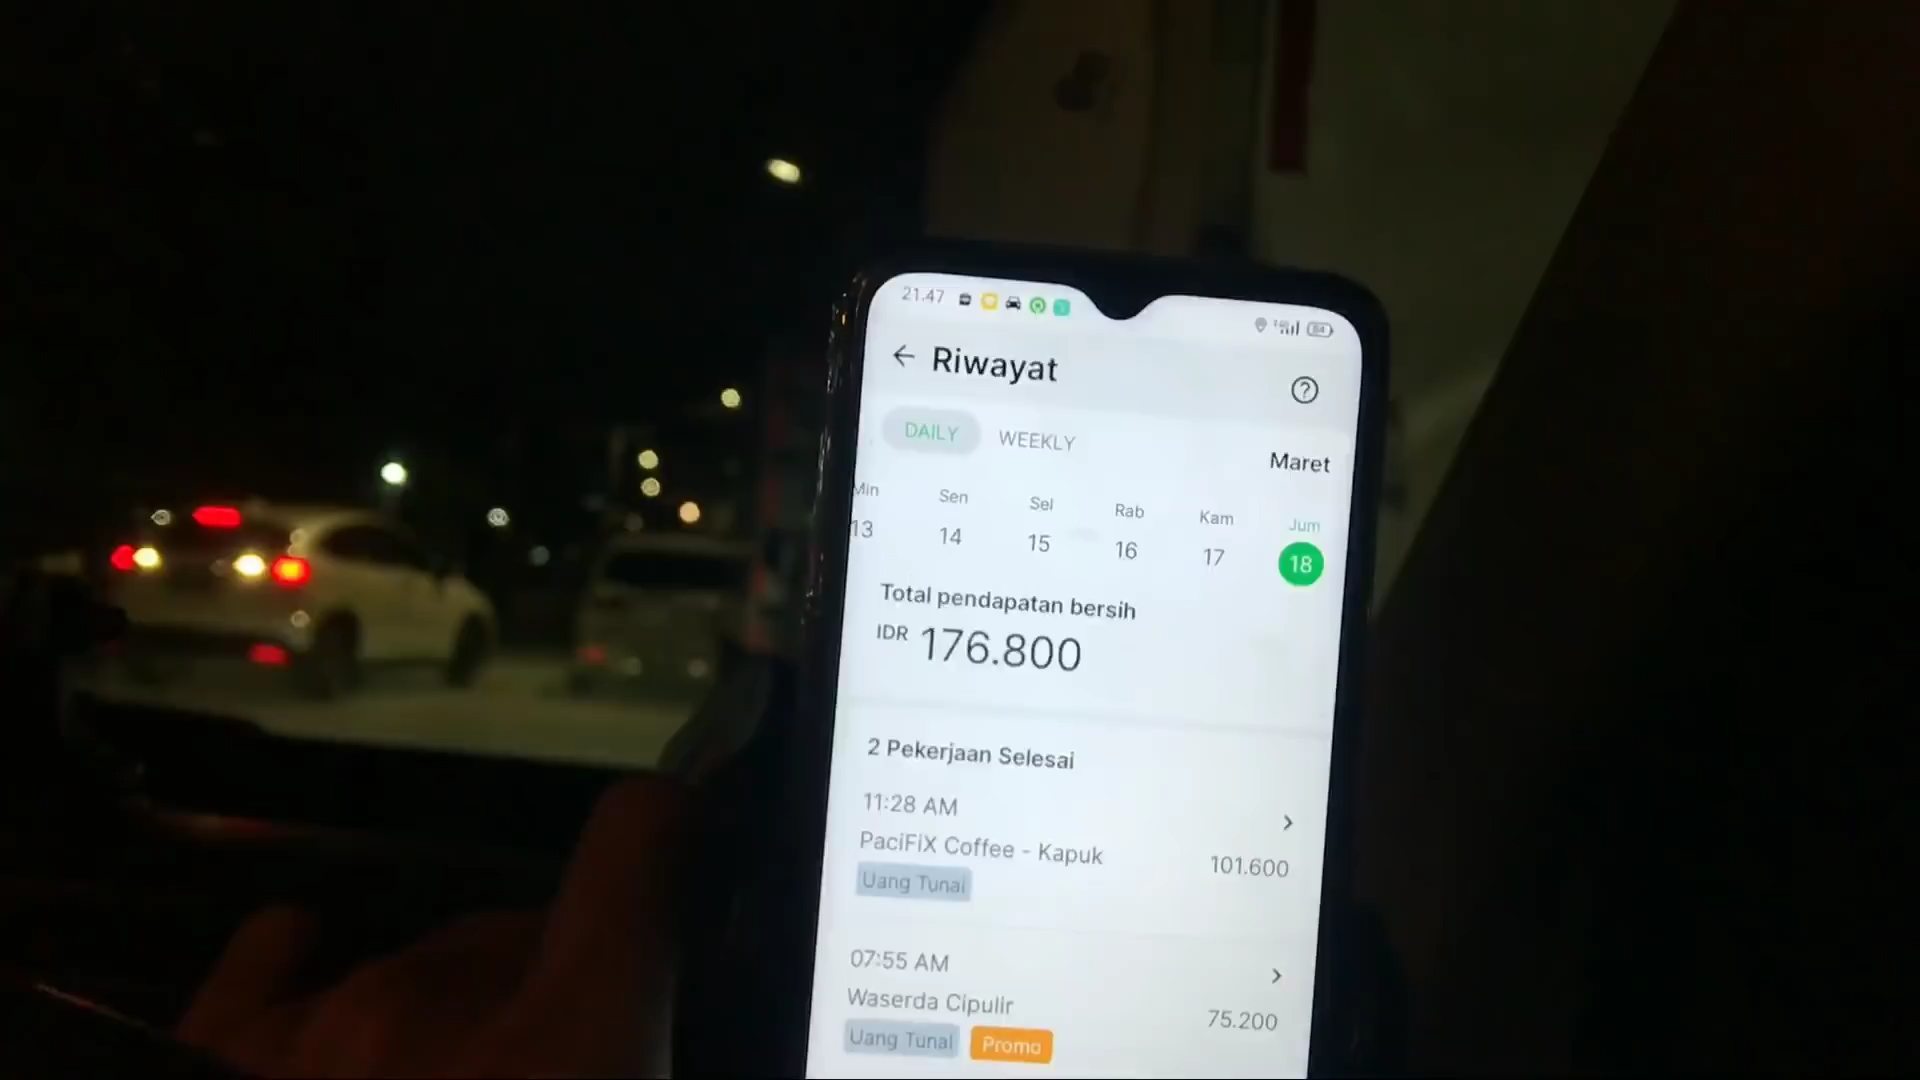 21.47
Riwayat
DAILY WEEKLY
Maret
Min Sen Sel Rab Kam Jum
13 14 15 16 17 18
Total pendapatan bersih
IDR 176.800
2 Pekerjaan Selesai
11:28 AM
PaciFiX Coffee - Kapuk
101.600
Uang Tunai
07:55 AM
Waserda Cipulir
75.200
Uang Tunai Promo